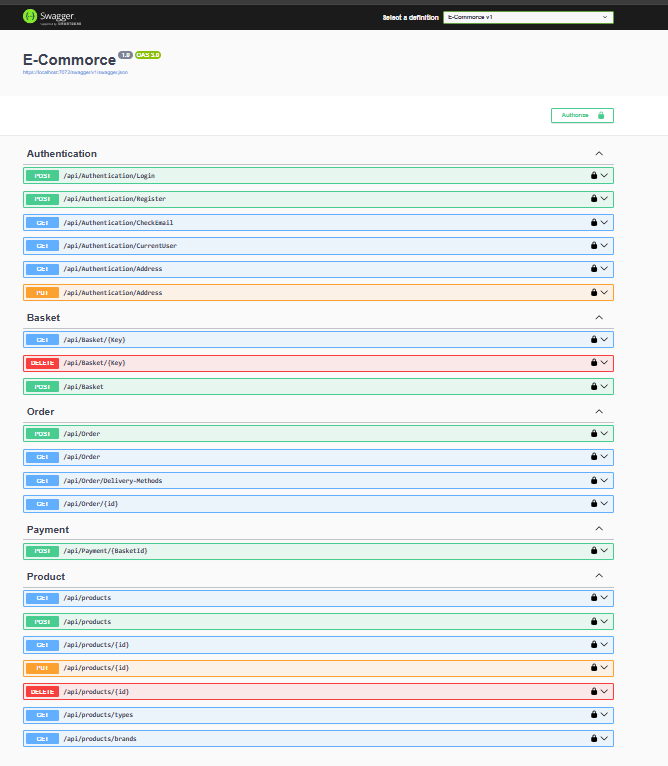 Swagger
Supported by SMARTBEAR
Select a definition
E-Commerce v1
E-Commorce 1.0 OAS 3.0
https://localhost:7072/swagger/v1/swagger.json
Authorize
Authentication
POST /api/Authentication/Login
POST /api/Authentication/Register
GET /api/Authentication/CheckEmail
GET /api/Authentication/CurrentUser
GET /api/Authentication/Address
PUT /api/Authentication/Address
Basket
GET /api/Basket/{Key}
DELETE /api/Basket/{Key}
POST /api/Basket
Order
POST /api/Order
GET /api/Order
GET /api/Order/Delivery-Methods
GET /api/Order/{id}
Payment
POST /api/Payment/{BasketId}
Product
GET /api/products
POST /api/products
GET /api/products/{id}
PUT /api/products/{id}
DELETE /api/products/{id}
GET /api/products/types
GET /api/products/brands